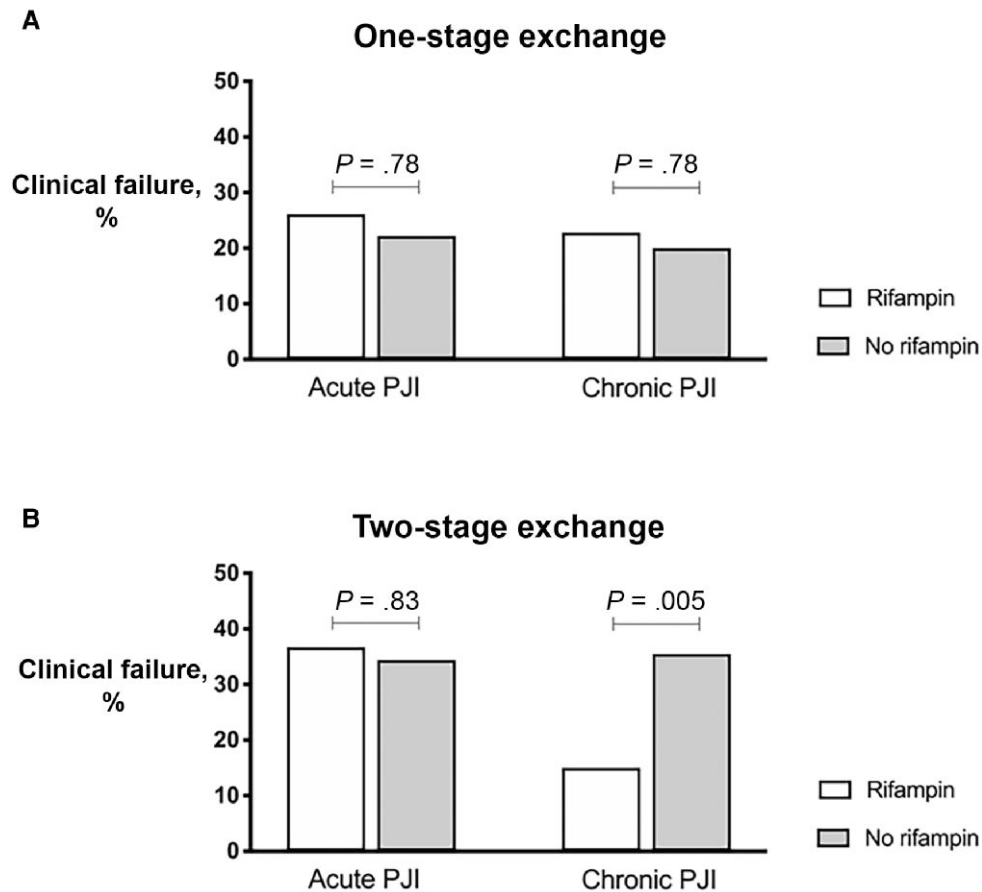 A
One-stage exchange
50
40
30
20
10
0
Clinical failure,
%
P = .78
P = .78
Acute PJI
Chronic PJI
Rifampin
No rifampin
B
Two-stage exchange
50
40
30
20
10
0
Clinical failure,
%
P = .83
P = .005
Acute PJI
Chronic PJI
Rifampin
No rifampin